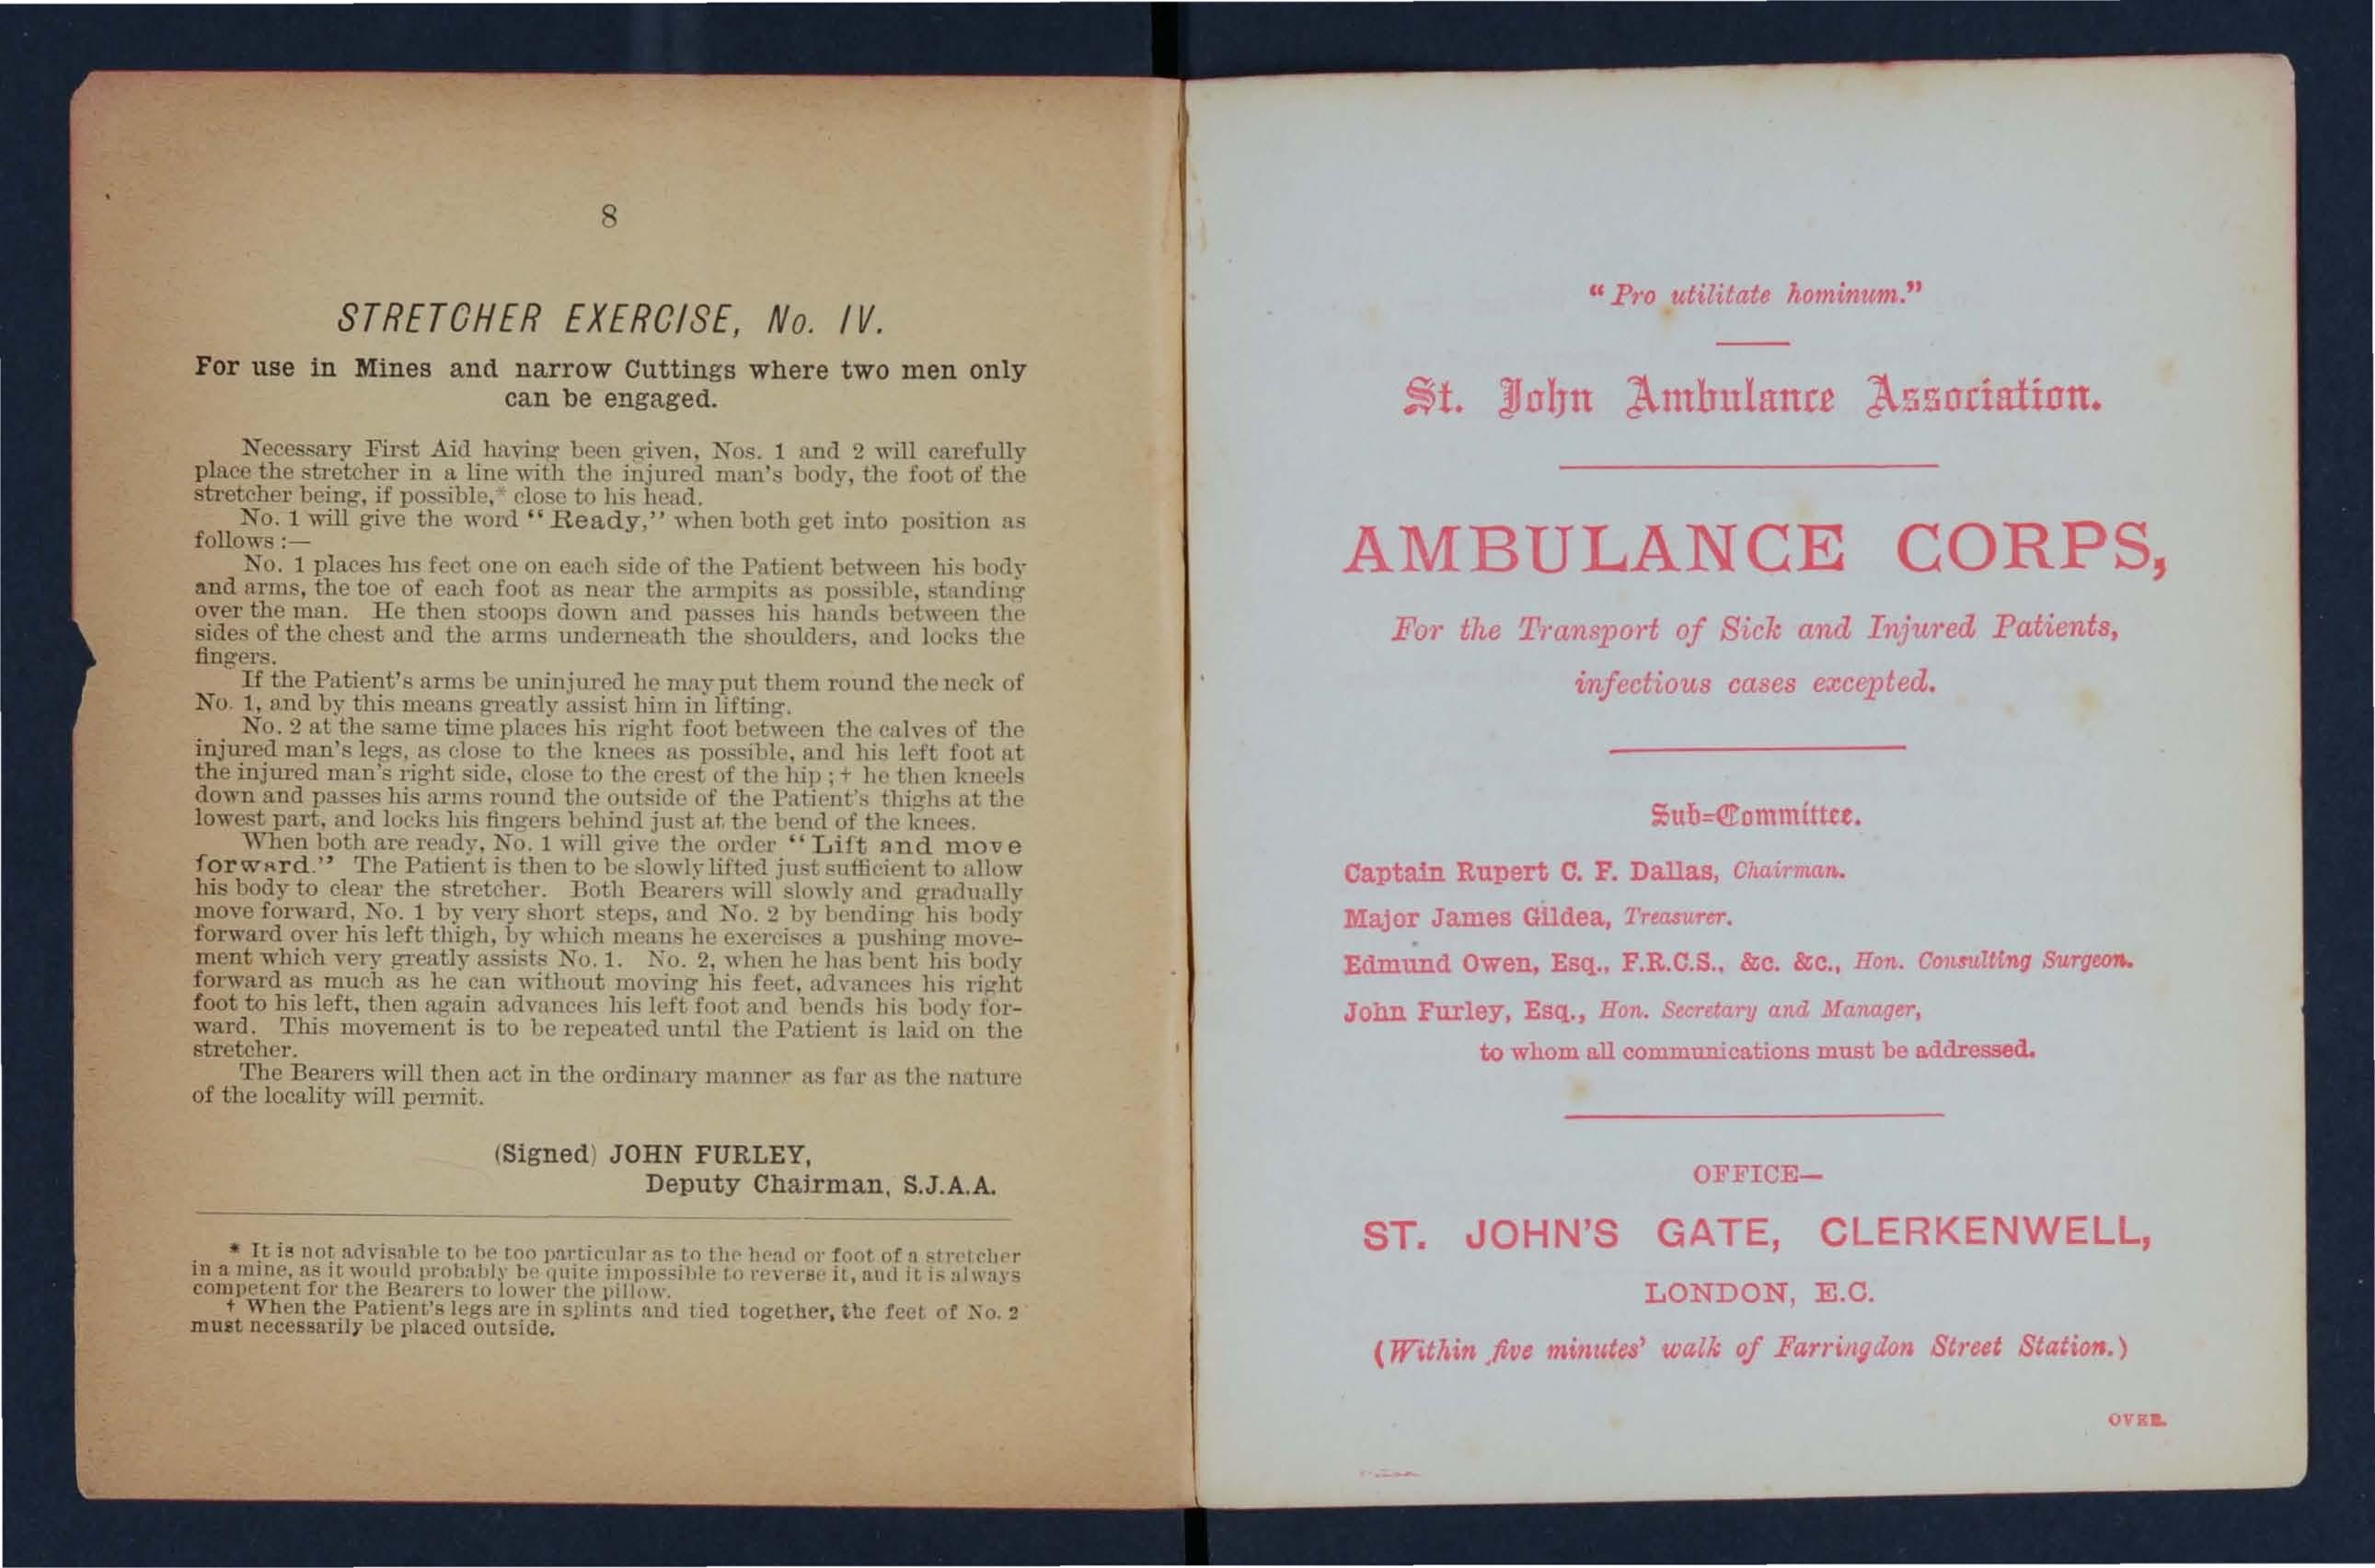 8
STRETCHER EXERCISE, No. IV.
For use in Mines and narrow Cuttings where two men only
can be engaged.
Necessary First Aid having been given, Nos. 1 and 2 will carefully
place the stretcher in a line with the injured man's body, the foot of the
stretcher being, if possible,* close to his head.
No. 1 will give the word “Ready,” when both get into position as
follows :—
No. 1 places his feet one on each side of the Patient between his body
and arms, the toe of each foot as near the armpits as possible, standing
over the man. He then stoops down and passes his hands between the
sides of the chest and the arms underneath the shoulders, and locks the
fingers.
If the Patient's arms be uninjured he may put them round the neck of
No. 1, and by this means greatly assist him in lifting.
No. 2 at the same time places his right foot between the calves of the
injured man's legs, as close to the knees as possible, and his left foot at
the injured man's right side, close to the crest of the hip ; † he then kneels
down and passes his arms round the outside of the Patient's thighs at the
lowest part, and locks his fingers behind just at the bend of the knees.
When both are ready, No. 1 will give the order “Lift and move
forward.” The Patient is then to be slowly lifted just sufficient to allow
his body to clear the stretcher. Both Bearers will slowly and gradually
move forward, No. 1 by very short steps, and No. 2 by bending his body
forward over his left thigh, by which means he exercises a pushing move-
ment which very greatly assists No. 1. No. 2, when he has bent his body
forward as much as he can without moving his feet, advances his right
foot to his left, then again advances his left foot and bends his body for-
ward. This movement is to be repeated until the Patient is laid on the
stretcher.
The Bearers will then act in the ordinary manner as far as the nature
of the locality will permit.
(Signed) JOHN FURLEY,
Deputy Chairman, S.J.A.A.
* It is not advisable to be too particular as to the head or foot of a stretcher
in a mine, as it would probably be quite impossible to reverse it, and it is always
competent for the Bearers to lower the pillow.
† When the Patient's legs are in splints and tied together, the feet of No. 2
must necessarily be placed outside.
“Pro utilitate hominum.”
St. John Ambulance Association.
AMBULANCE CORPS,
For the Transport of Sick and Injured Patients,
infectious cases excepted.
Sub=Committee.
Captain Rupert C. F. Dallas, Chairman.
Major James Gildea, Treasurer.
Edmund Owen, Esq., F.R.C.S., &c. &c., Hon. Consulting Surgeon.
John Furley, Esq., Hon. Secretary and Manager,
to whom all communications must be addressed.
OFFICE—
ST. JOHN'S GATE, CLERKENWELL,
LONDON, E.C.
(Within five minutes' walk of Farringdon Street Station.)
OVER.